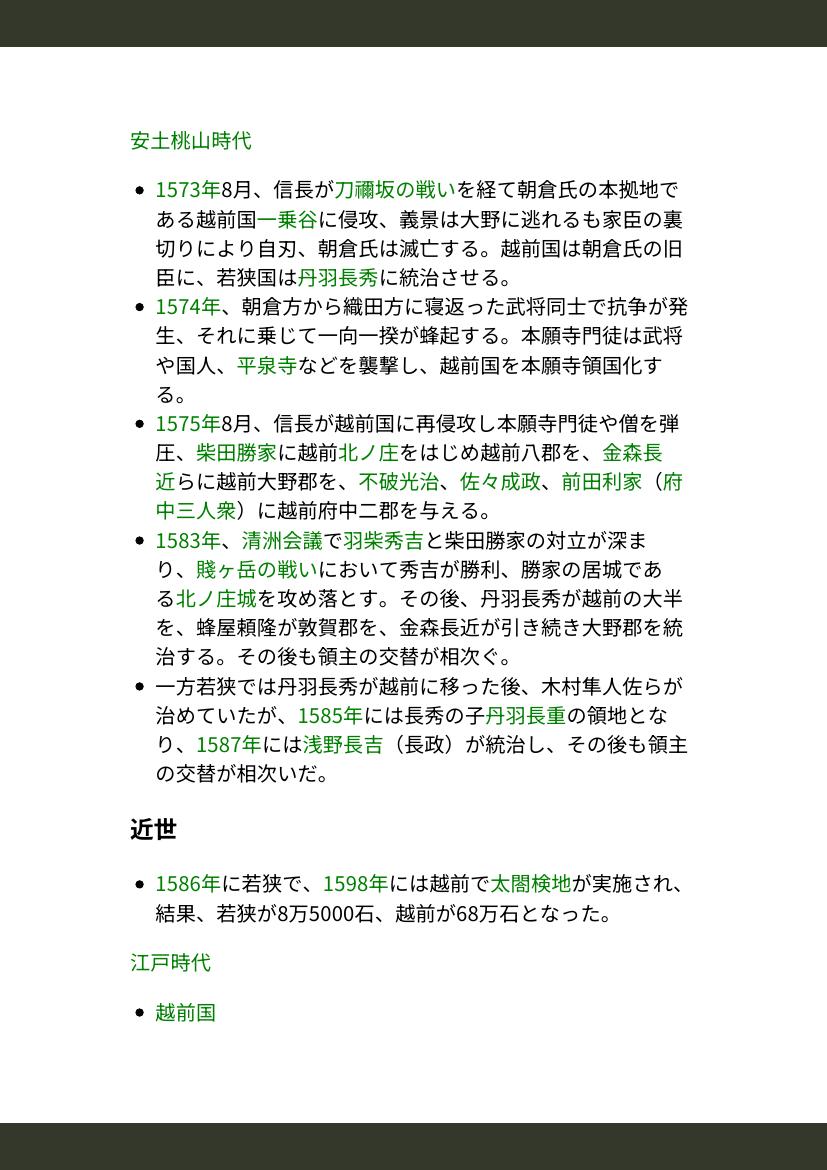 安土桃山時代
• 1573年8月、信長が刀禰坂の戦いを経て朝倉氏の本拠地で
ある越前国一乗谷に侵攻、義景は大野に逃れるも家臣の裏
切りにより自刃、朝倉氏は滅亡する。越前国は朝倉氏の旧
臣に、若狭国は丹羽長秀に統治させる。
• 1574年、朝倉方から織田方に寝返った武将同士で抗争が発
生、それに乗じて一向一揆が蜂起する。本願寺門徒は武将
や国人、平泉寺などを襲撃し、越前国を本願寺領国化す
る。
• 1575年8月、信長が越前国に再侵攻し本願寺門徒や僧を弾
圧、柴田勝家に越前北ノ庄をはじめ越前八郡を、金森長
近らに越前大野郡を、不破光治、佐々成政、前田利家（府
中三人衆）に越前府中二郡を与える。
• 1583年、清洲会議で羽柴秀吉と柴田勝家の対立が深ま
り、賤ヶ岳の戦いにおいて秀吉が勝利、勝家の居城であ
る北ノ庄城を攻め落とす。その後、丹羽長秀が越前の大半
を、蜂屋頼隆が敦賀郡を、金森長近が引き続き大野郡を統
治する。その後も領主の交替が相次ぐ。
• 一方若狭では丹羽長秀が越前に移った後、木村隼人佐らが
治めていたが、1585年には長秀の子丹羽長重の領地とな
り、1587年には浅野長吉（長政）が統治し、その後も領主
の交替が相次いだ。
近世
• 1586年に若狭で、1598年には越前で太閤検地が実施され、
結果、若狭が8万5000石、越前が68万石となった。
江戸時代
• 越前国